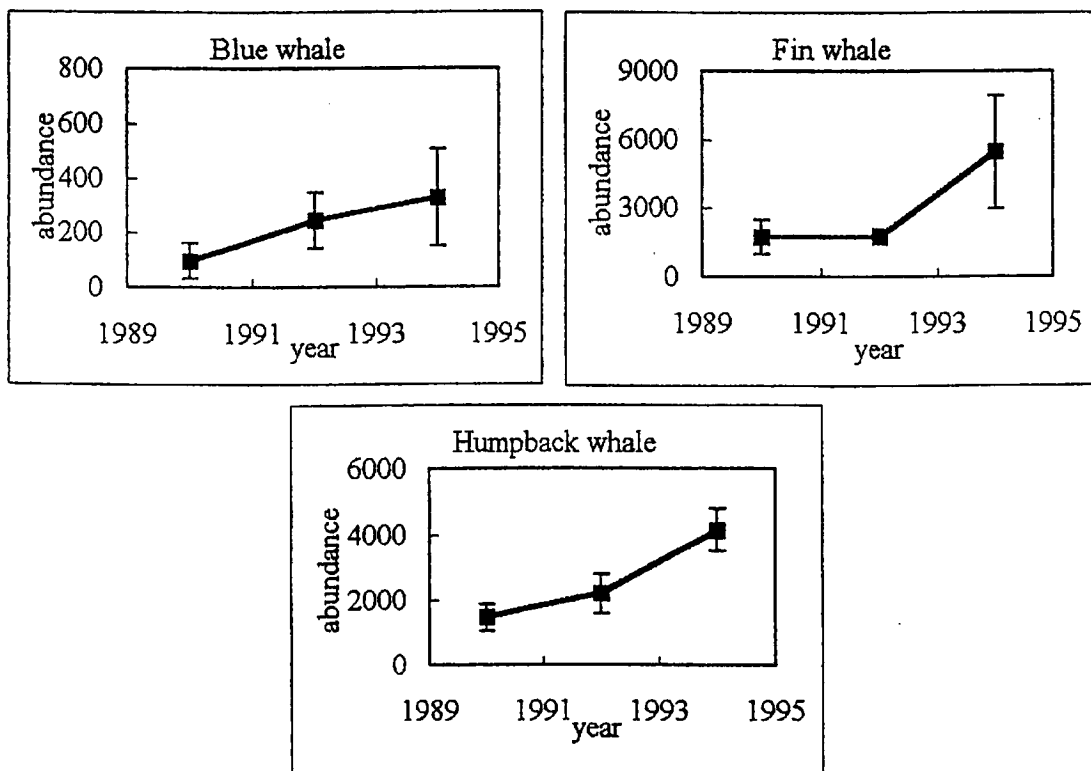 Blue whale
800
600
400
200
0
abundance
1989 1991 1993 1995
year
Fin whale
9000
6000
3000
0
abundance
1989 1991 1993 1995
year
Humpback whale
6000
4000
2000
0
abundance
1989 1991 1993 1995
year